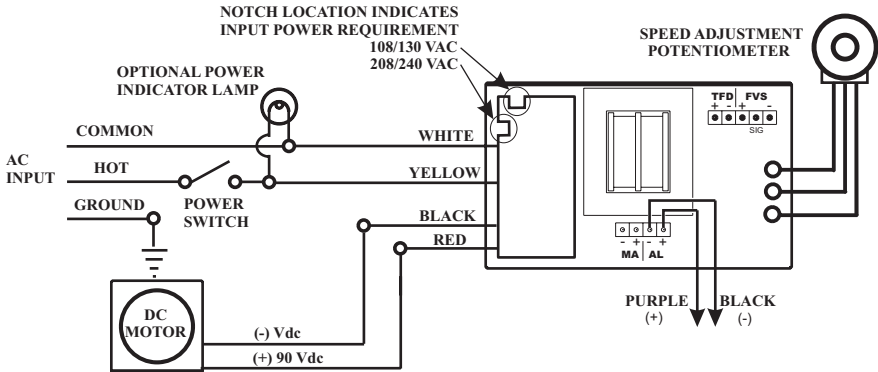 NOTCH LOCATION INDICATES
INPUT POWER REQUIREMENT
108/130 VAC
208/240 VAC
SPEED ADJUSTMENT
POTENTIOMETER
OPTIONAL POWER
INDICATOR LAMP
TFD FVS
+ - + -
SIG
COMMON
WHITE
AC
INPUT
HOT
YELLOW
GROUND
POWER
SWITCH
BLACK
RED
- + - +
MA AL
PURPLE
(+)
BLACK
(-)
DC
MOTOR
(-) Vdc
(+) 90 Vdc